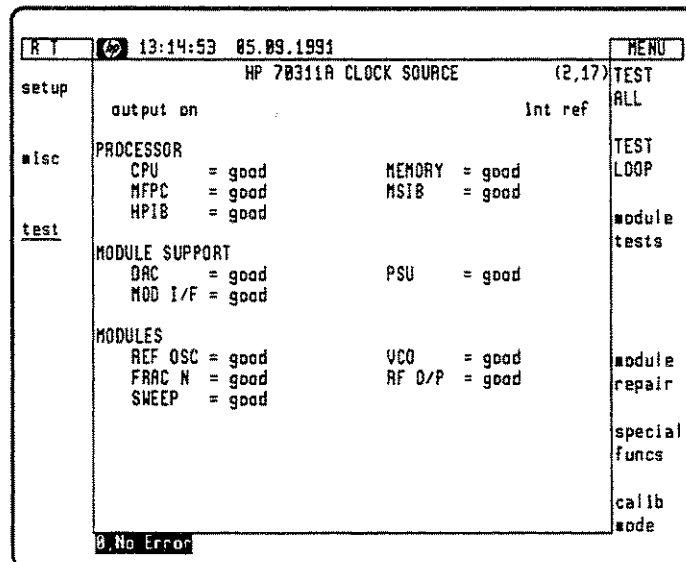 R T
hp 13:14:53 05.09.1991
MENU
HP 70311A CLOCK SOURCE (2,17)
output on int ref
setup
misc
test
PROCESSOR
CPU = good MEMORY = good
MFPC = good MSIB = good
HPIB = good
MODULE SUPPORT
DAC = good PSU = good
MOD I/F = good
MODULES
REF OSC = good VCO = good
FRAC N = good RF O/P = good
SWEEP = good
TEST
ALL
TEST
LOOP
module
tests
module
repair
special
funcs
calib
mode
0,No Error